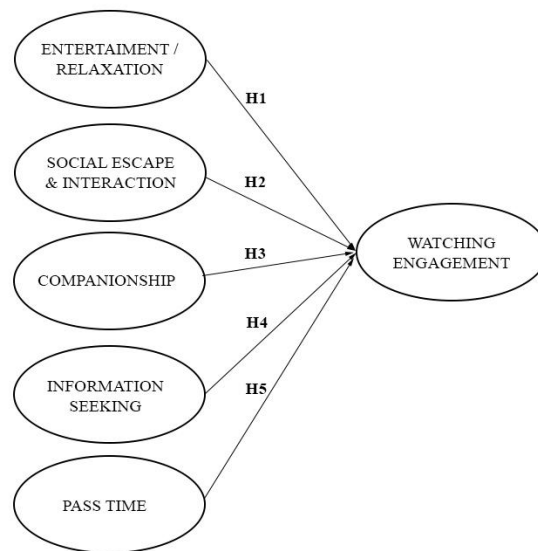 ENTERTAIMENT /
RELAXATION
H1
SOCIAL ESCAPE
& INTERACTION
H2
WATCHING
ENGAGEMENT
COMPANIONSHIP
H3
H4
INFORMATION
SEEKING
H5
PASS TIME